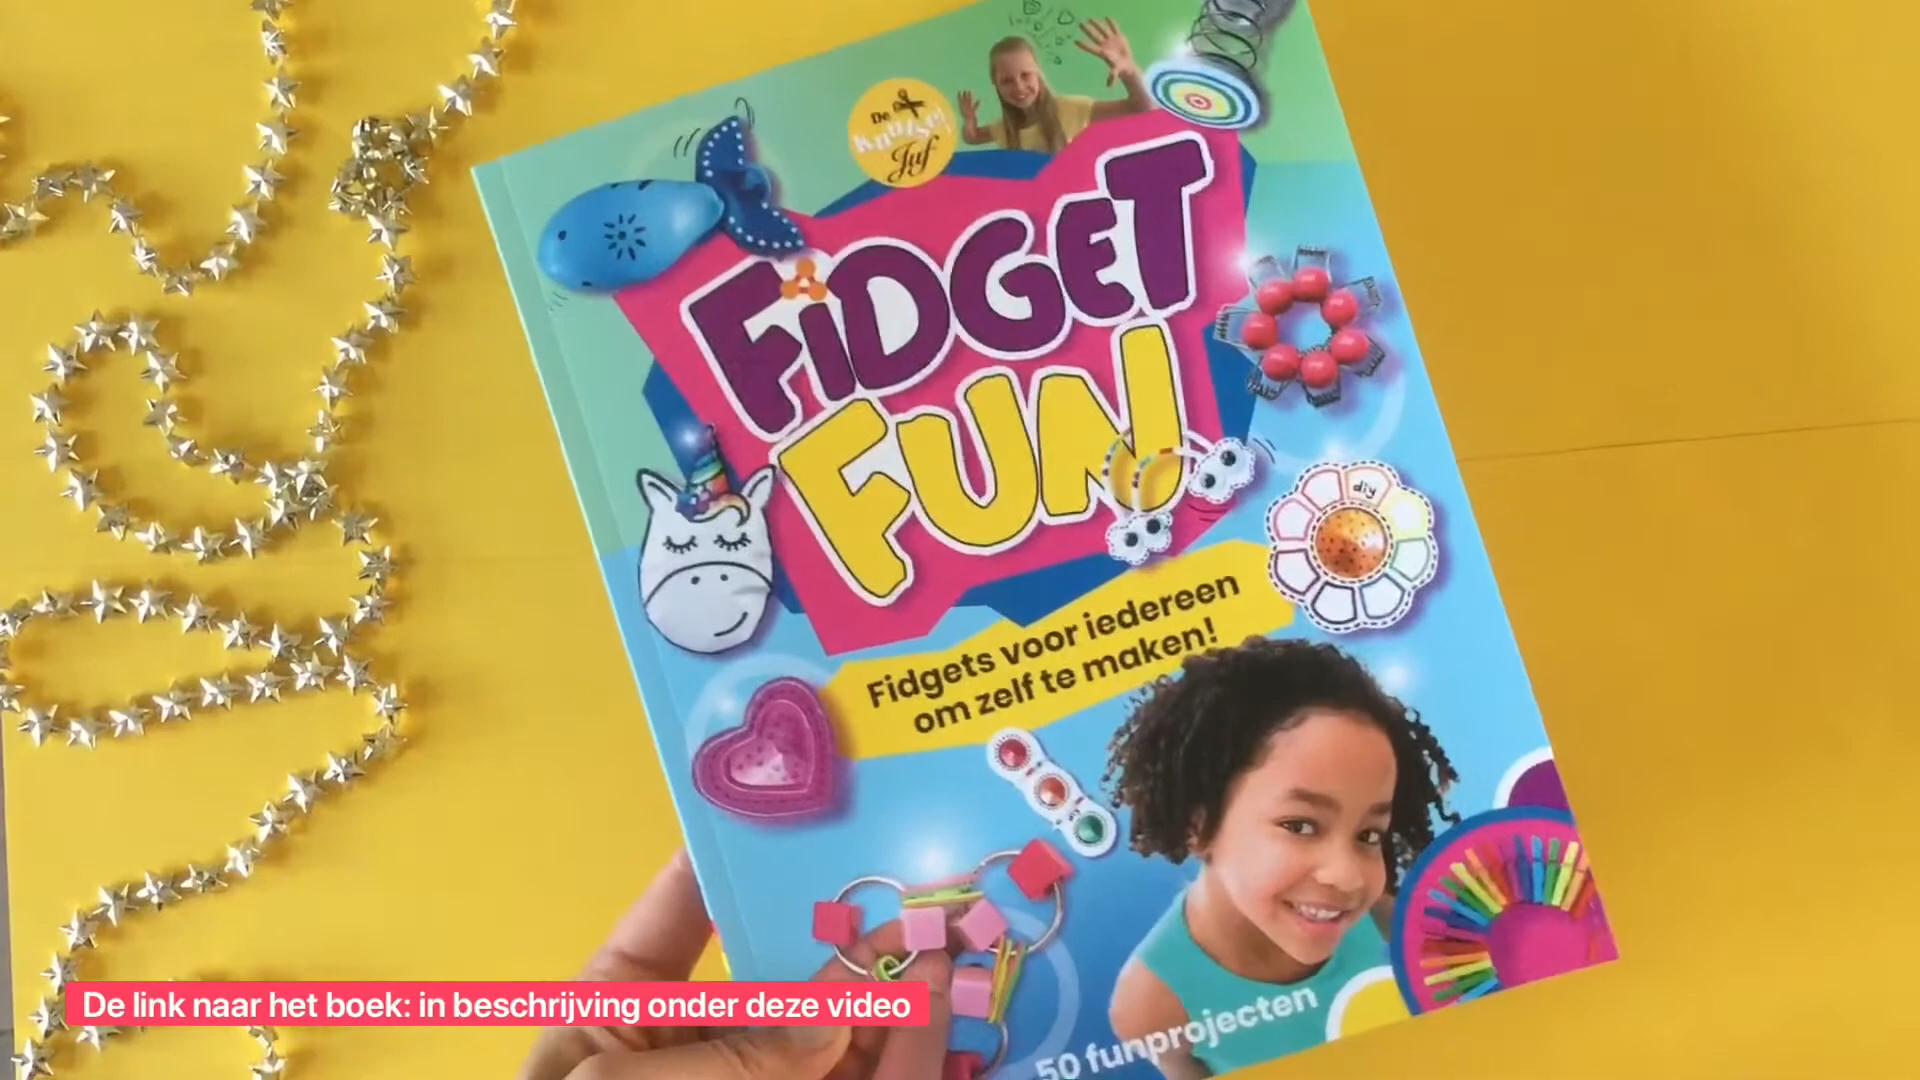 De
Knutsel
Juf
FiDGET
FUN
diy
Fidgets voor iedereen
om zelf te maken!
50 funprojecten
De link naar het boek: in beschrijving onder deze video